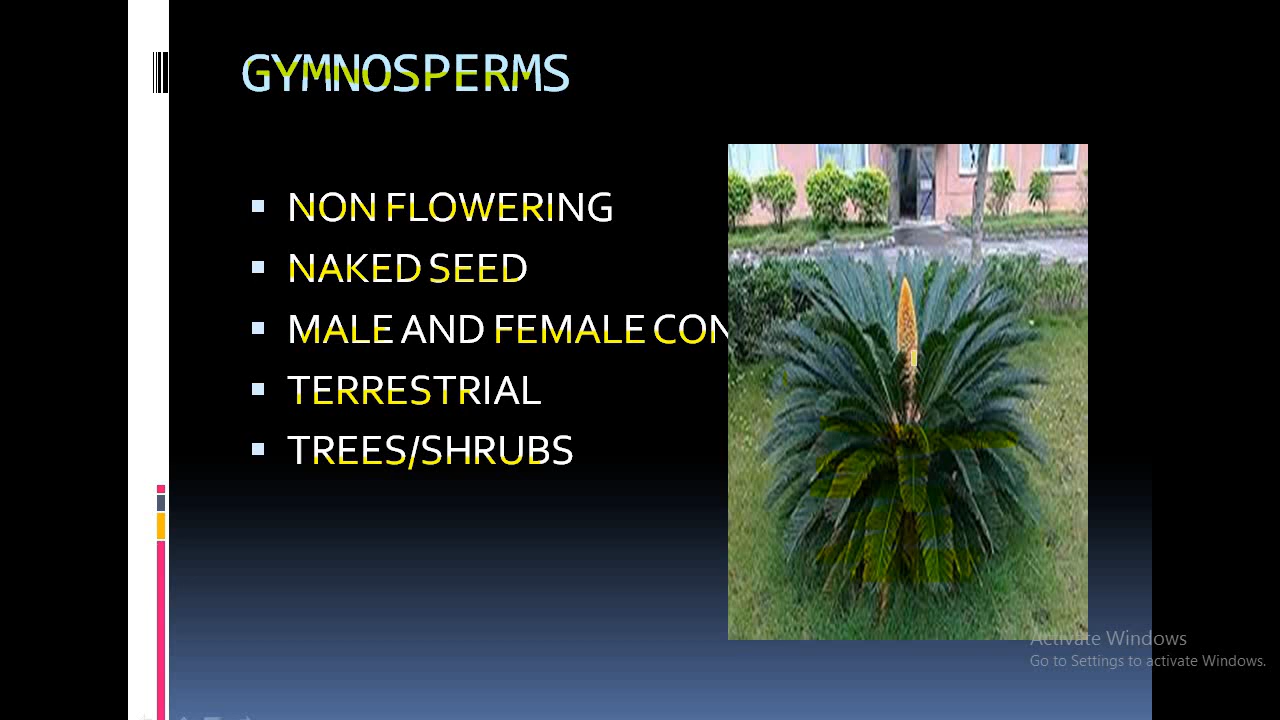 GYMNOSPERMS
NON FLOWERING
NAKED SEED
MALE AND FEMALE CON
TERRESTRIAL
TREES/SHRUBS
Activate Windows
Go to Settings to activate Windows.